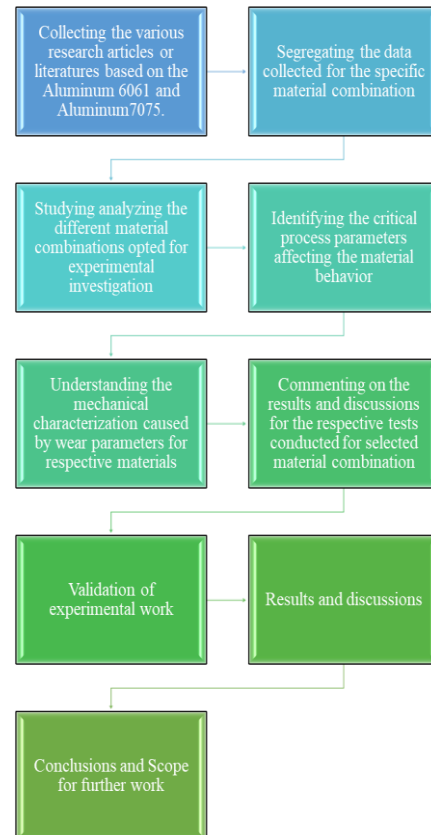 Collecting the various
research articles or
literatures based on the
Aluminum 6061 and
Aluminum7075.
Segregating the data
collected for the specific
material combination
Studying analyzing the
different material
combinations opted for
experimental
investigation
Identifying the critical
process parameters
affecting the material
behavior
Understanding the
mechanical
characterization caused
by wear parameters for
respective materials
Commenting on the
results and discussions
for the respective tests
conducted for selected
material combination
Validation of
experimental work
Results and discussions
Conclusions and Scope
for further work